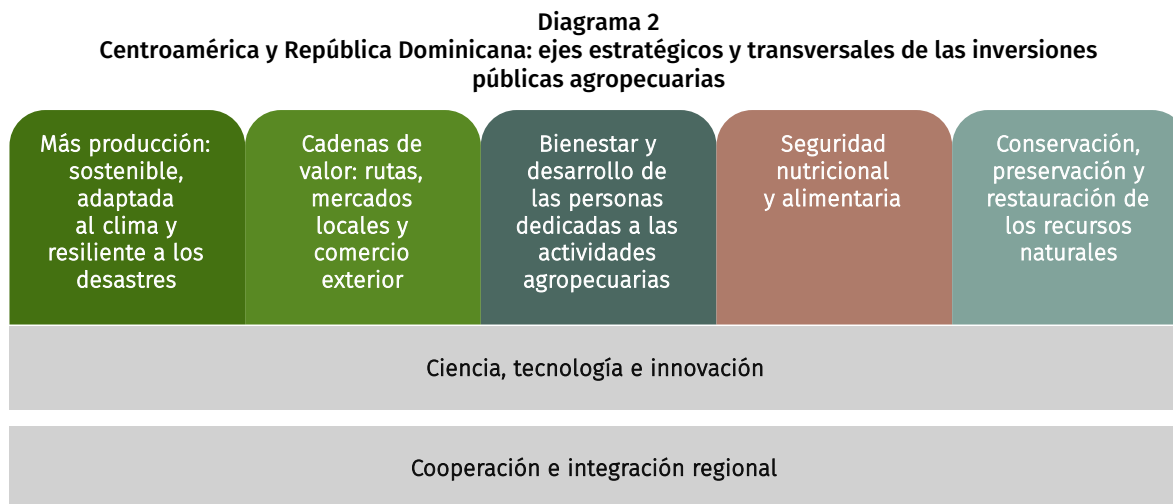 Diagrama 2
Centroamérica y República Dominicana: ejes estratégicos y transversales de las inversiones
públicas agropecuarias
Más producción:
sostenible,
adaptada
al clima y
resiliente a los
desastres
Cadenas de
valor: rutas,
mercados
locales y
comercio
exterior
Bienestar y
desarrollo de
las personas
dedicadas a las
actividades
agropecuarias
Seguridad
nutricional
y alimentaria
Conservación,
preservación y
restauración de
los recursos
naturales
Ciencia, tecnología e innovación
Cooperación e integración regional